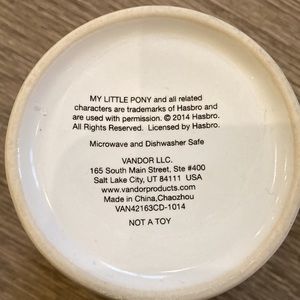 MY LITTLE PONY and all related
characters are trademarks of Hasbro and
are used with permission. © 2014 Hasbro.
All Rights Reserved. Licensed by Hasbro.
Microwave and Dishwasher Safe
VANDOR LLC.
165 South Main Street, Ste #400
Salt Lake City, UT 84111 USA
www.vandorproducts.com
Made in China,Chaozhou
VAN42163CD-1014
NOT A TOY